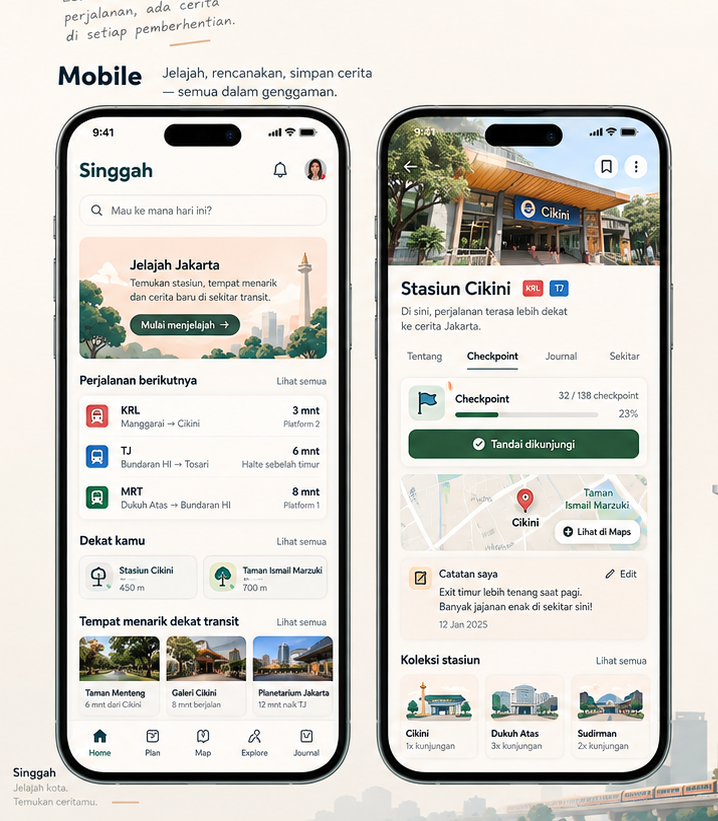 perjalanan, ada cerita
di setiap pemberhentian.
Mobile
Jelajah, rencanakan, simpan cerita
— semua dalam genggaman.
9:41
Singgah
Mau ke mana hari ini?
Jelajah Jakarta
Temukan stasiun, tempat menarik
dan cerita baru di sekitar transit.
Mulai menjelajah →
Perjalanan berikutnya
Lihat semua
KRL
3 mnt
Manggarai → Cikini
Platform 2
TJ
6 mnt
Bundaran HI → Tosari
Halte sebelah timur
MRT
8 mnt
Dukuh Atas → Bundaran HI
Platform 1
Dekat kamu
Lihat semua
Stasiun Cikini
450 m
Taman Ismail Marzuki
700 m
Tempat menarik dekat transit
Lihat semua
Taman Menteng
6 mnt dari Cikini
Galeri Cikini
8 mnt berjalan
Planetarium Jakarta
12 mnt naik TJ
Home
Plan
Map
Explore
Journal
9:41
Cikini
Stasiun Cikini
KRL
TJ
Di sini, perjalanan terasa lebih dekat
ke cerita Jakarta.
Tentang
Checkpoint
Journal
Sekitar
Checkpoint
32 / 138 checkpoint
23%
Tandai dikunjungi
Taman
Ismail Marzuki
Cikini
Lihat di Maps
Catatan saya
Edit
Exit timur lebih tenang saat pagi.
Banyak jajanan enak di sekitar sini!
12 Jan 2025
Koleksi stasiun
Lihat semua
Cikini
1x kunjungan
Dukuh Atas
3x kunjungan
Sudirman
2x kunjungan
Singgah
Jelajah kota.
Temukan ceritamu.